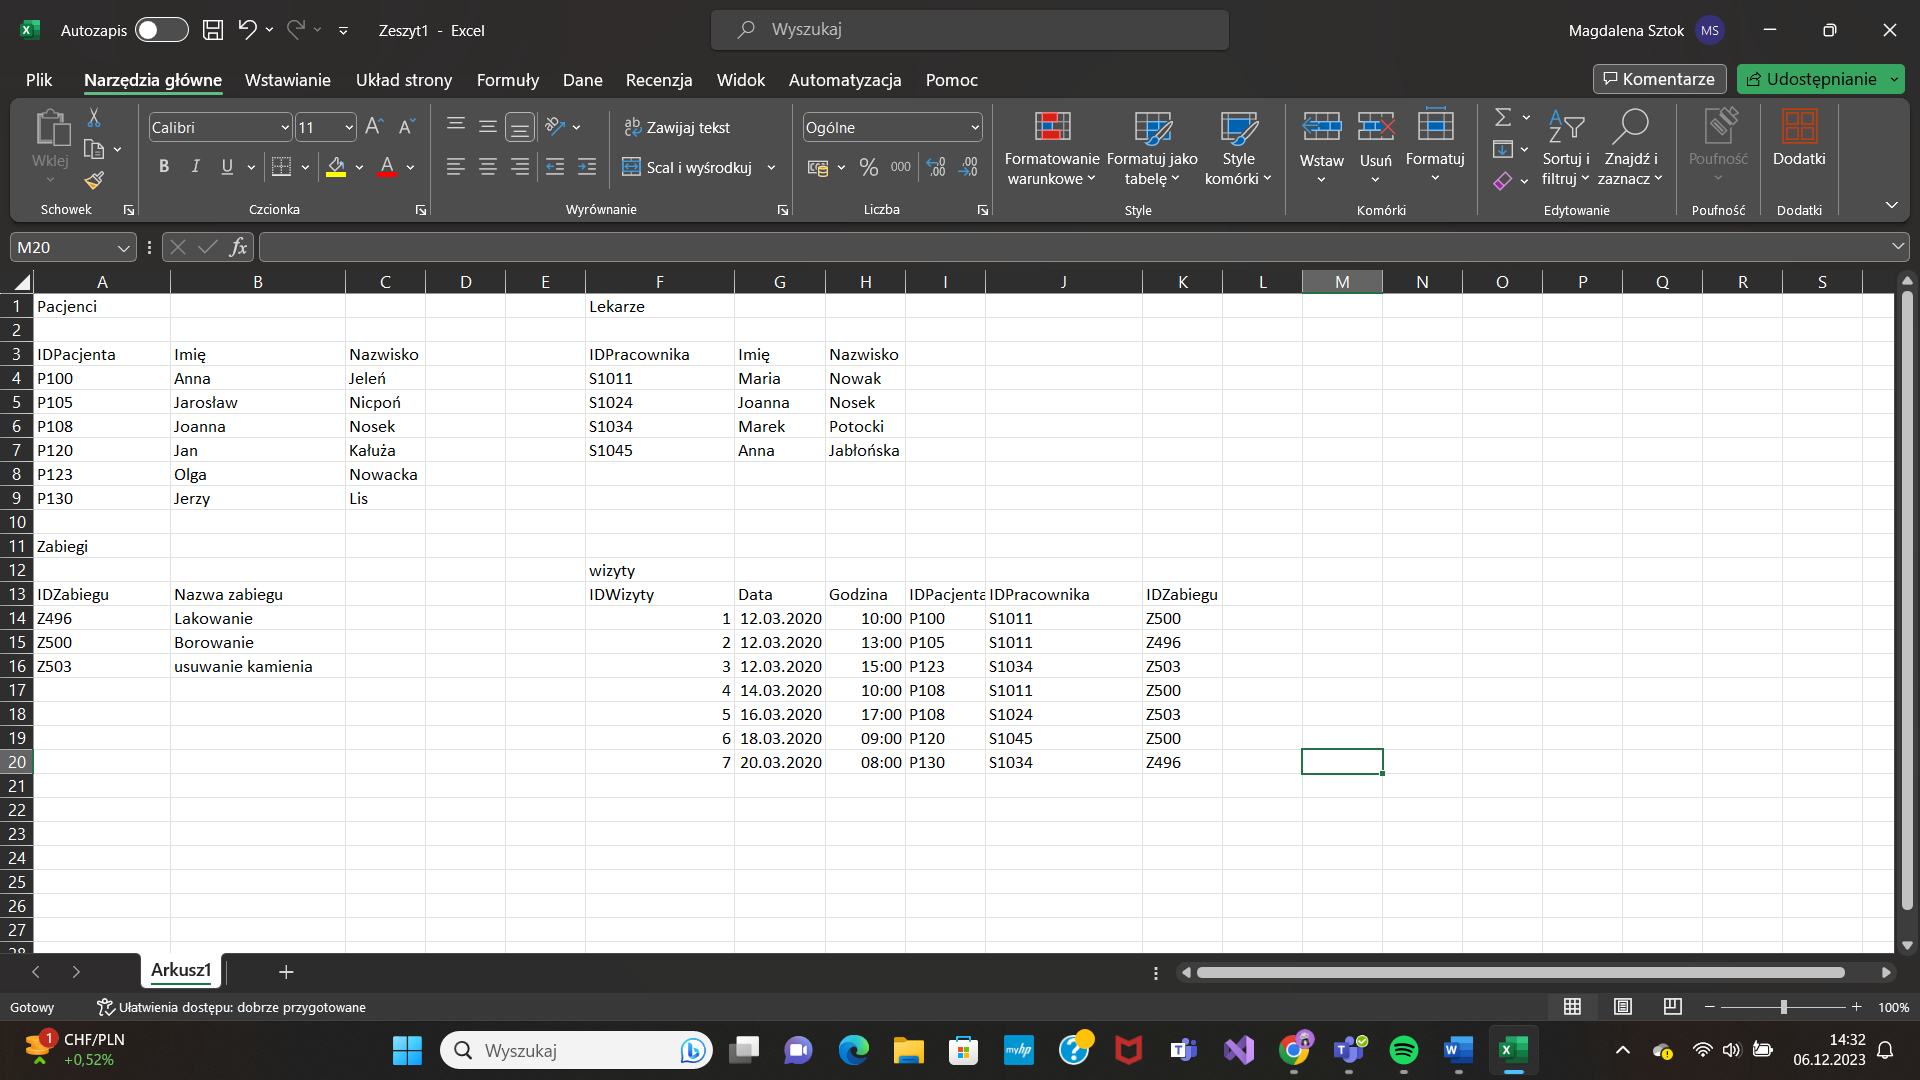 Autozapis
Zeszyt1 - Excel
Wyszukaj
Magdalena Sztok MS
Plik Narzędzia główne Wstawianie Układ strony Formuły Dane Recenzja Widok Automatyzacja Pomoc
Komentarze Udostępnianie
Wklej
Schowek
Calibri 11
B I U
Czcionka
Zawijaj tekst
Scal i wyśrodkuj
Wyrównanie
Ogólne
% 000
Liczba
Formatowanie warunkowe
Formatuj jako tabelę
Style komórki
Style
Wstaw Usuń Formatuj
Komórki
Sortuj i filtruj
Znajdź i zaznacz
Edytowanie
Poufność
Poufność
Dodatki
Dodatki
M20 fx
A B C D E F G H I J K L M N O P Q R S
1 Pacjenci Lekarze
2
3 IDPacjenta Imię Nazwisko IDPracownika Imię Nazwisko
4 P100 Anna Jeleń S1011 Maria Nowak
5 P105 Jarosław Nicpoń S1024 Joanna Nosek
6 P108 Joanna Nosek S1034 Marek Potocki
7 P120 Jan Kałuża S1045 Anna Jabłońska
8 P123 Olga Nowacka
9 P130 Jerzy Lis
10
11 Zabiegi
12 wizyty
13 IDZabiegu Nazwa zabiegu IDWizyty Data Godzina IDPacjenta IDPracownika IDZabiegu
14 Z496 Lakowanie 1 12.03.2020 10:00 P100 S1011 Z500
15 Z500 Borowanie 2 12.03.2020 13:00 P105 S1011 Z496
16 Z503 usuwanie kamienia 3 12.03.2020 15:00 P123 S1034 Z503
17 4 14.03.2020 10:00 P108 S1011 Z500
18 5 16.03.2020 17:00 P108 S1024 Z503
19 6 18.03.2020 09:00 P120 S1045 Z500
20 7 20.03.2020 08:00 P130 S1034 Z496
21
22
23
24
25
26
27
28
Arkusz1
Gotowy Ułatwienia dostępu: dobrze przygotowane
100%
1 CHF/PLN
+0,52%
Wyszukaj
14:32
06.12.2023